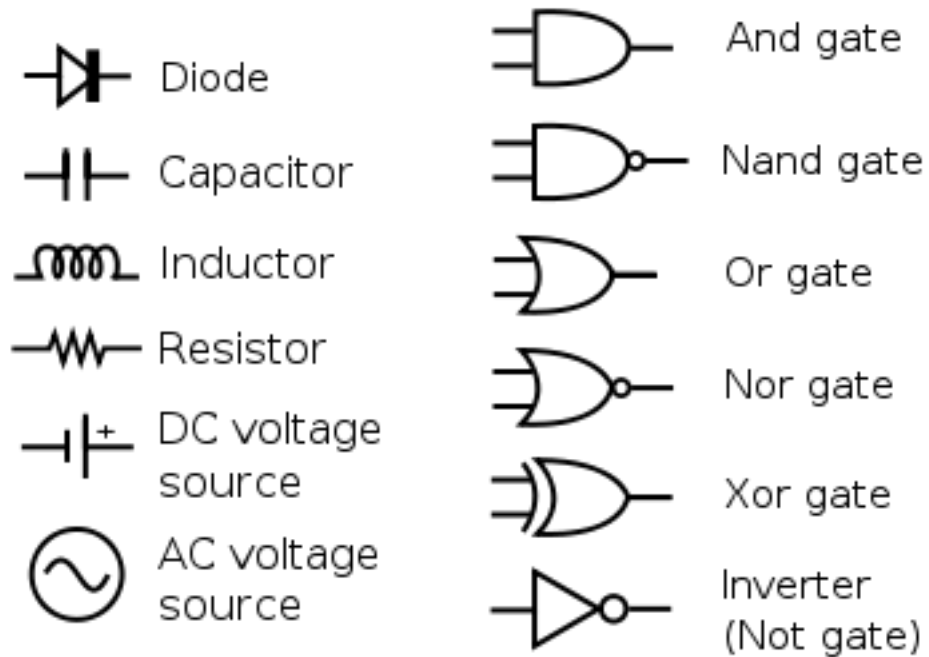 Diode
Capacitor
Inductor
Resistor
+
DC voltage
source
AC voltage
source
And gate
Nand gate
Or gate
Nor gate
Xor gate
Inverter
(Not gate)